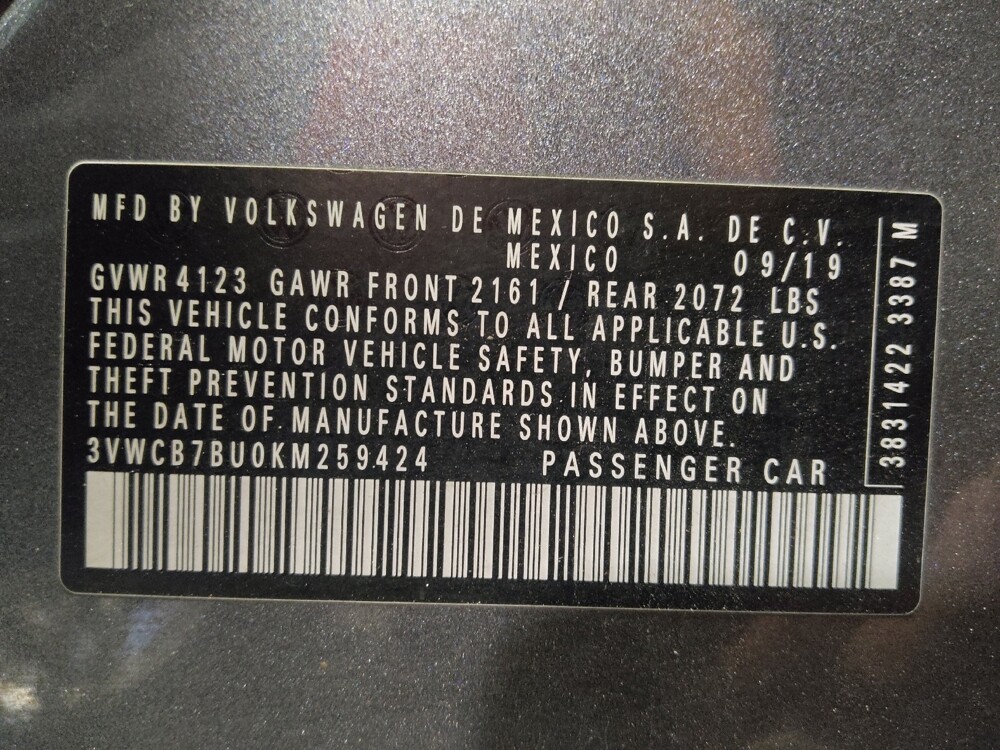 MFD BY VOLKSWAGEN DE MEXICO S.A. DE C.V.
MEXICO 09/19
GVWR 4123 GAWR FRONT 2161 / REAR 2072 LBS
THIS VEHICLE CONFORMS TO ALL APPLICABLE U.S.
FEDERAL MOTOR VEHICLE SAFETY, BUMPER AND
THEFT PREVENTION STANDARDS IN EFFECT ON
THE DATE OF MANUFACTURE SHOWN ABOVE.
3VWCB7BU0KM259424 PASSENGER CAR
3831422 3387 M